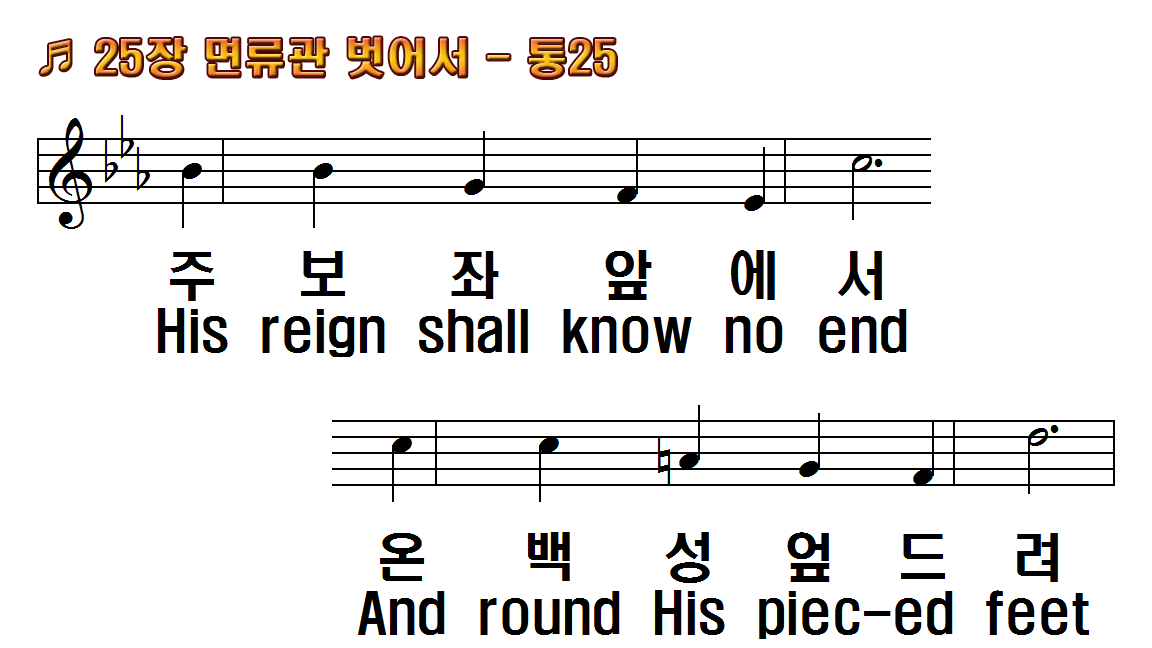 ♬ 25장 면류관 벗어서 - 통25
주 보 좌 앞 에 서
His reign shall know no end
온 백 성 엎 드 려
And round His piec-ed feet